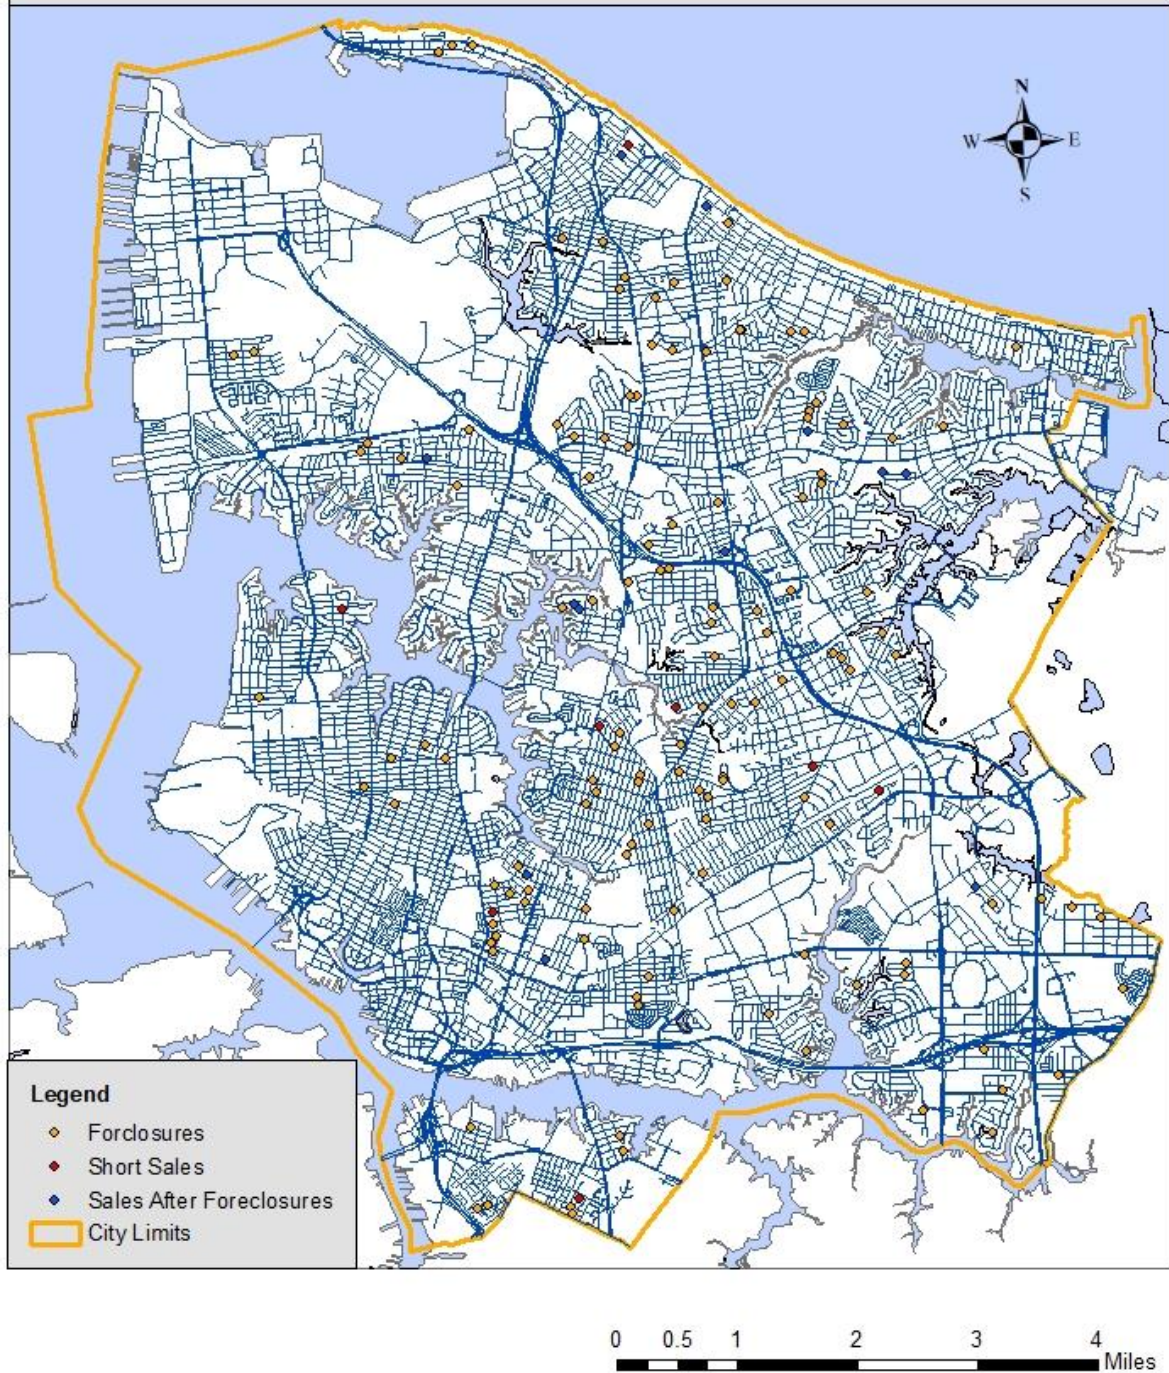 N
W E
S
Legend
Forclosures
Short Sales
Sales After Foreclosures
City Limits
0 0.5 1 2 3 4
Miles